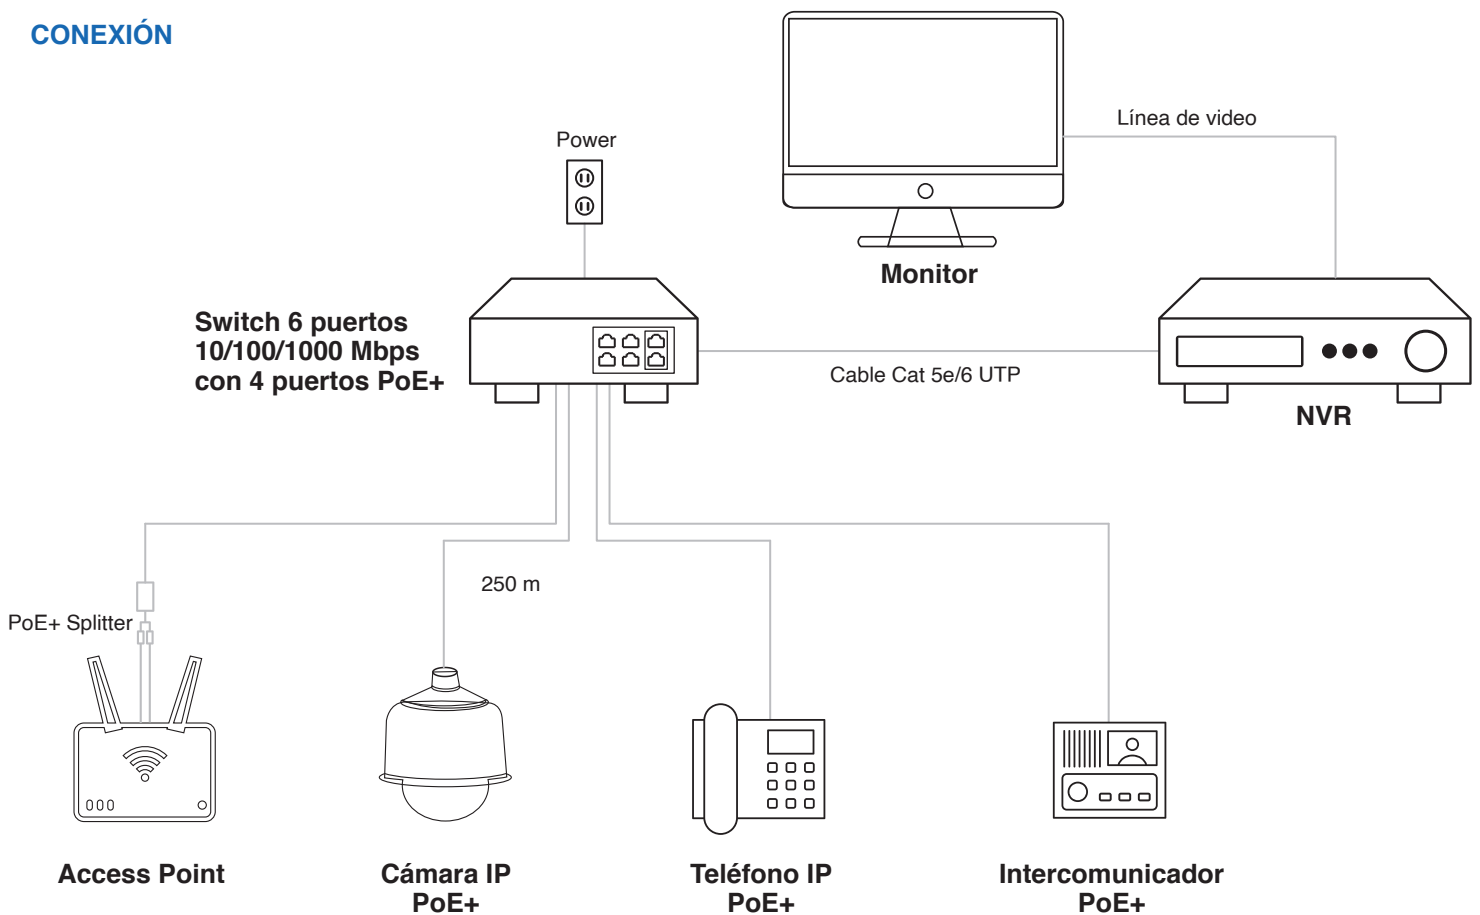 CONEXIÓN
Power
Línea de video
Monitor
Switch 6 puertos
10/100/1000 Mbps
con 4 puertos PoE+
Cable Cat 5e/6 UTP
NVR
250 m
PoE+ Splitter
Access Point
Cámara IP
PoE+
Teléfono IP
PoE+
Intercomunicador
PoE+